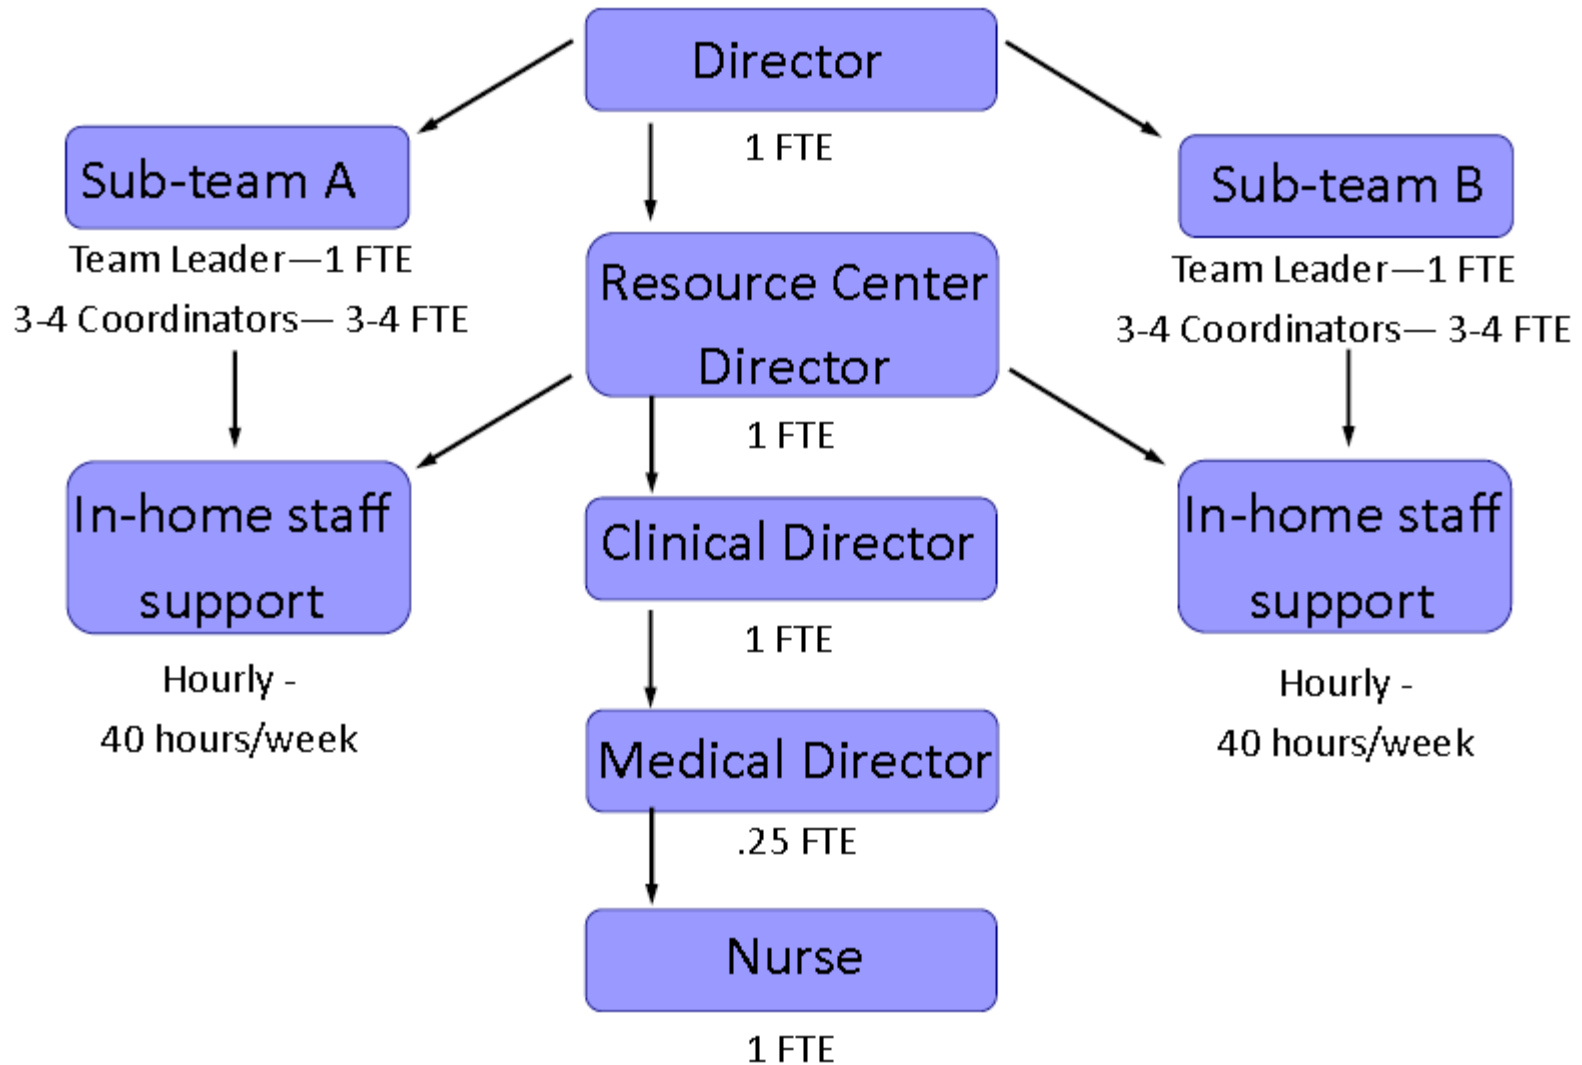 Director
1 FTE
Sub-team A
Team Leader—1 FTE
3-4 Coordinators— 3-4 FTE
Sub-team B
Team Leader—1 FTE
3-4 Coordinators— 3-4 FTE
Resource Center
Director
1 FTE
In-home staff
support
Hourly -
40 hours/week
In-home staff
support
Hourly -
40 hours/week
Clinical Director
1 FTE
Medical Director
.25 FTE
Nurse
1 FTE